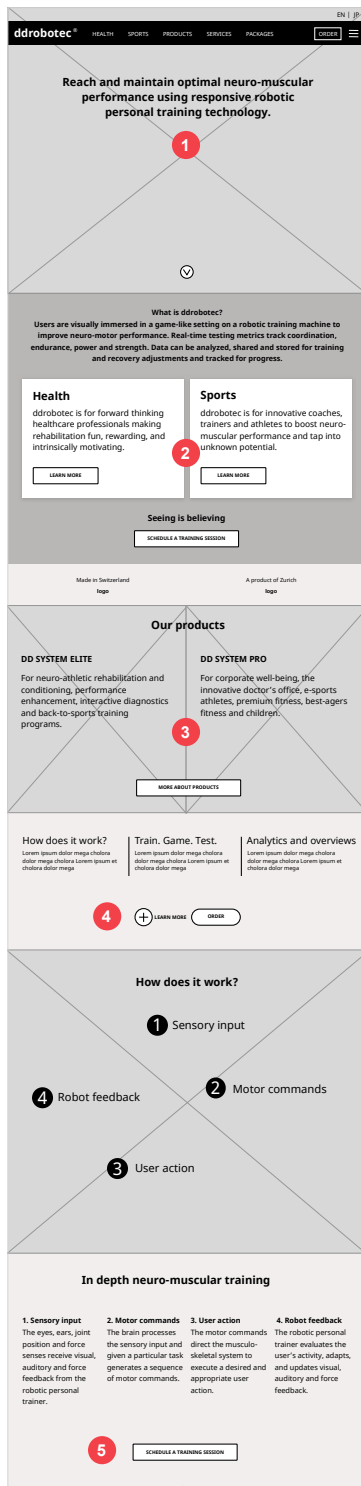 EN | JP
ddrobotec® HEALTH SPORTS PRODUCTS SERVICES PACKAGES ORDER
Reach and maintain optimal neuro-muscular
performance using responsive robotic
personal training technology.
1
What is ddrobotec?
Users are visually immersed in a game-like setting on a robotic training machine to
improve neuro-motor performance. Real-time testing metrics track coordination,
endurance, power and strength. Data can be analyzed, shared and stored for training
and recovery adjustments and tracked for progress.
Health
ddrobotec is for forward thinking
healthcare professionals making
rehabilitation fun, rewarding, and
intrinsically motivating.
LEARN MORE
Sports
ddrobotec is for innovative coaches,
trainers and athletes to boost neuro-
muscular performance and tap into
unknown potential.
LEARN MORE
2
Seeing is believing
SCHEDULE A TRAINING SESSION
Made in Switzerland
logo
A product of Zurich
logo
Our products
DD SYSTEM ELITE
For neuro-athletic rehabilitation and
conditioning, performance
enhancement, interactive diagnostics
and back-to-sports training
programs.
DD SYSTEM PRO
For corporate well-being, the
innovative doctor's office, e-sports
athletes, premium fitness, best-agers
fitness and children.
3
MORE ABOUT PRODUCTS
How does it work?
Lorem ipsum dolor mega cholora
dolor mega cholora Lorem ipsum et
cholora dolor mega
Train. Game. Test.
Lorem ipsum dolor mega cholora
dolor mega cholora Lorem ipsum et
cholora dolor mega
Analytics and overviews
Lorem ipsum dolor mega cholora
dolor mega cholora Lorem ipsum et
cholora dolor mega
4
LEARN MORE
ORDER
How does it work?
1 Sensory input
2 Motor commands
4 Robot feedback
3 User action
In depth neuro-muscular training
1. Sensory input
The eyes, ears, joint
position and force
senses receive visual,
auditory and force
feedback from the
robotic personal
trainer.
2. Motor commands
The brain processes
the sensory input and
given a particular task
generates a sequence
of motor commands.
3. User action
The motor commands
direct the musculo-
skeletal system to
execute a desired and
appropriate user
action.
4. Robot feedback
The robotic personal
trainer evaluates the
user's activity, adapts,
and updates visual,
auditory and force
feedback.
5
SCHEDULE A TRAINING SESSION